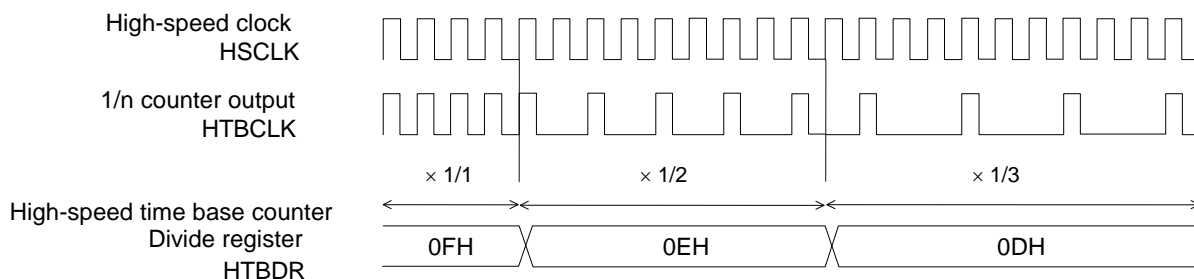 High-speed clock
HSCLK
1/n counter output
HTBCLK
× 1/1 × 1/2 × 1/3
High-speed time base counter
Divide register
HTBDR
0FH 0EH 0DH